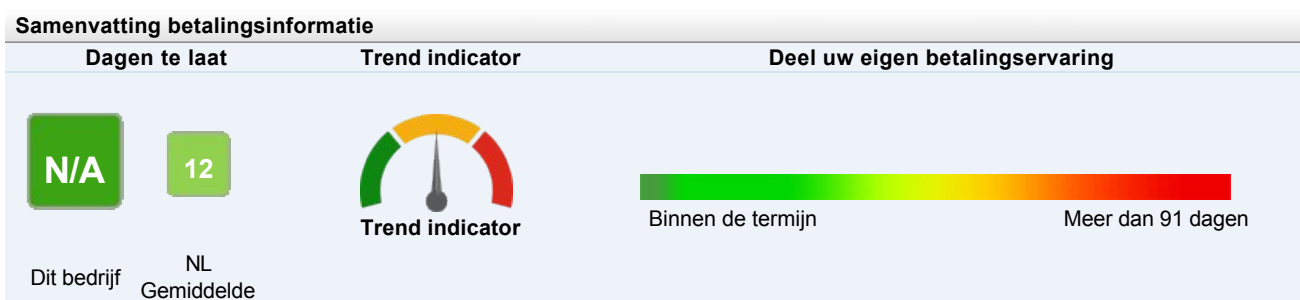 Samenvatting betalingsinformatie
Dagen te laat
Trend indicator
Deel uw eigen betalingservaring
N/A
12
Trend indicator
Binnen de termijn
Meer dan 91 dagen
Dit bedrijf
NL
Gemiddelde